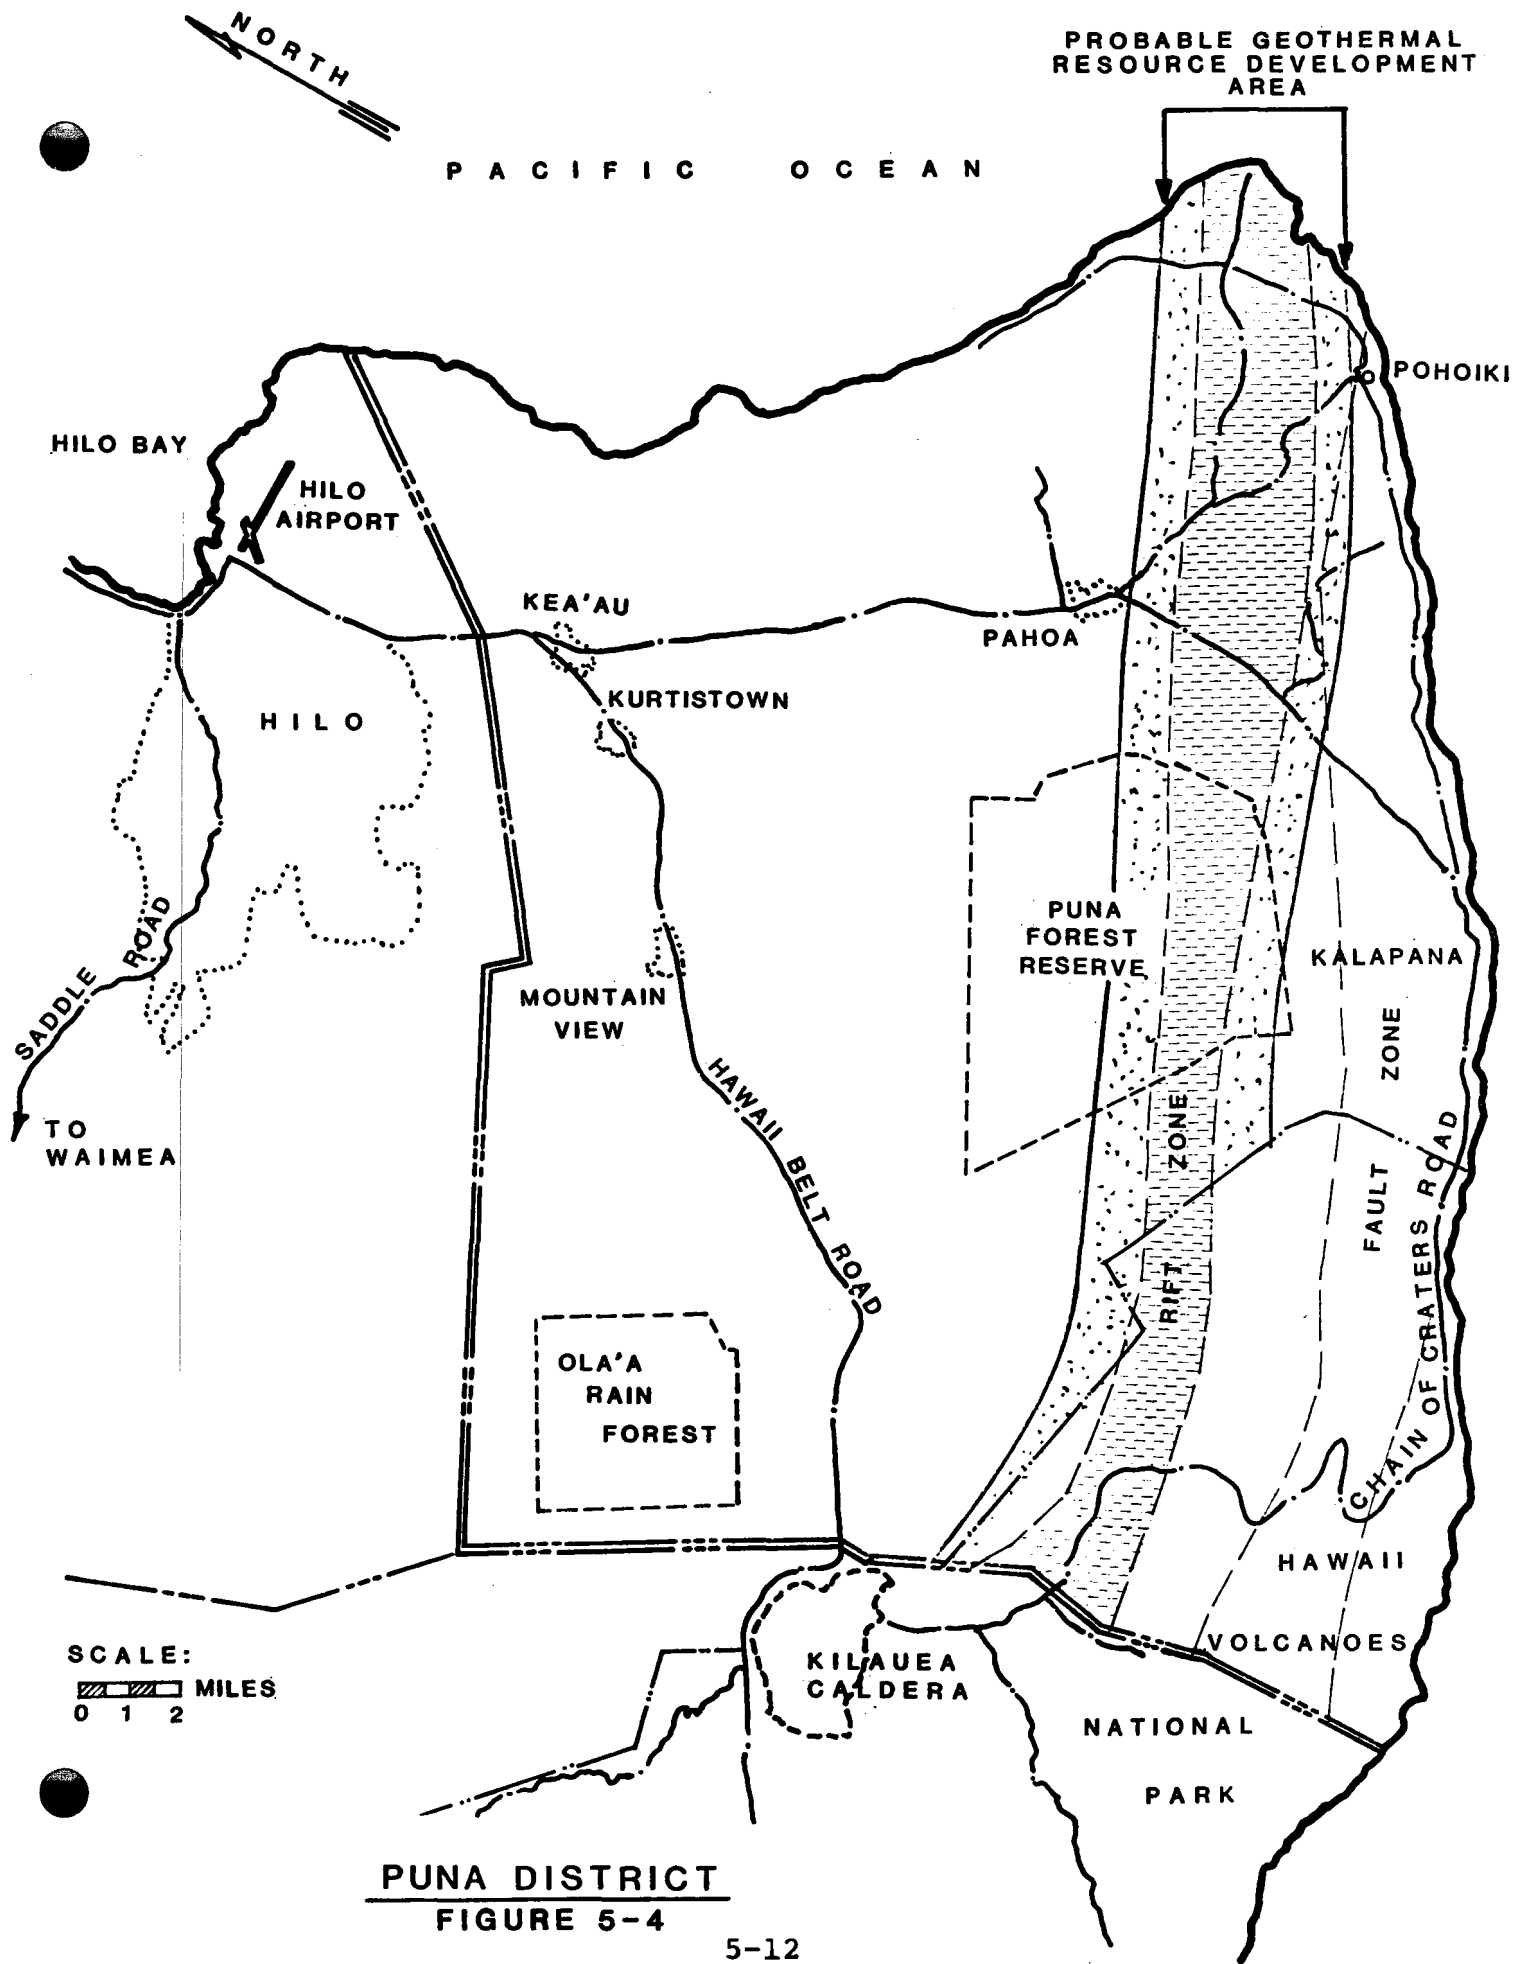 NORTH
PROBABLE GEOTHERMAL
RESOURCE DEVELOPMENT
AREA
PACIFIC OCEAN
POHOIKI
HILO BAY
HILO
AIRPORT
KEA'AU
PAHOA
KURTISTOWN
HILO
SADDLE ROAD
PUNA
FOREST
RESERVE
KALAPANA
MOUNTAIN
VIEW
ZONE
HAWAII BELT ROAD
TO
WAIMEA
RIFT ZONE
FAULT
CHAIN OF CRATERS ROAD
OLA'A
RAIN
FOREST
HAWAII
VOLCANOES
SCALE:
MILES
0 1 2
KILAUEA
CALDERA
NATIONAL
PARK
PUNA DISTRICT
FIGURE 5-4
5-12